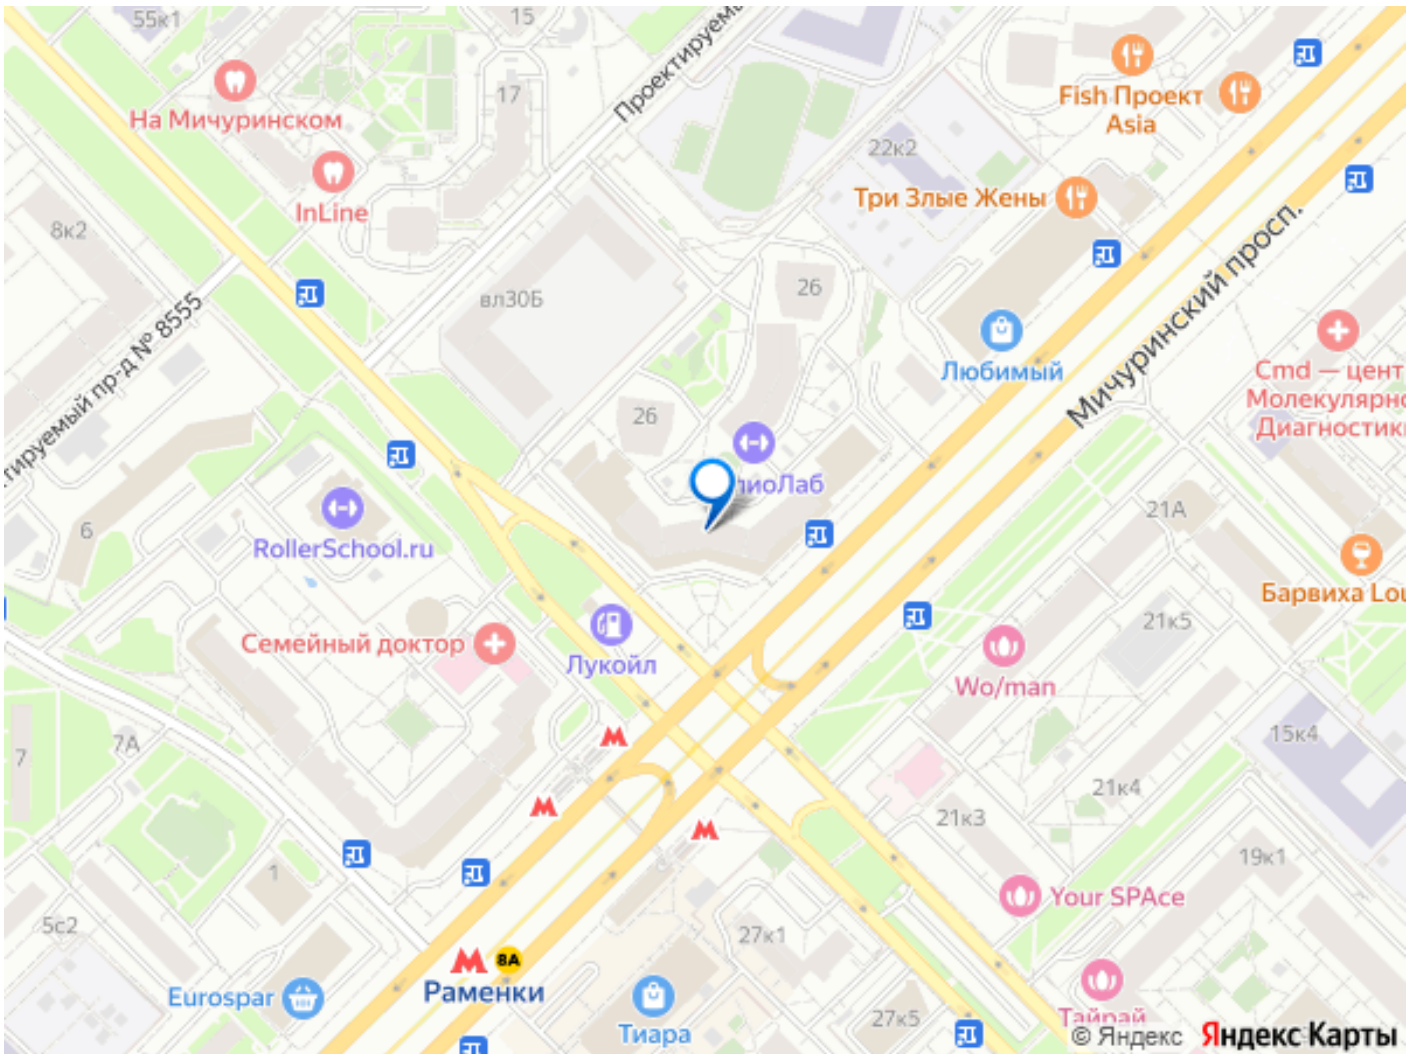 55к1
15
На Мичуринском
17
InLine
8к2
Fish Проект
Asia
22к2
Три Злые Жены
Мичуринский просп.
вл30Б
26
Любимый
Cmd — цент
Молекулярно
Диагностики
26
RollerSchool.ru
6
21А
Барвиха Lou
Семейный доктор
Лукойл
21к5
Wo/man
7А
7
15к4
21к4
21к3
19к1
1
5с2
Your SPAce
27к1
8А
Раменки
Eurospar
Тиара
27к5
Тайрай
© Яндекс Яндекс Карты